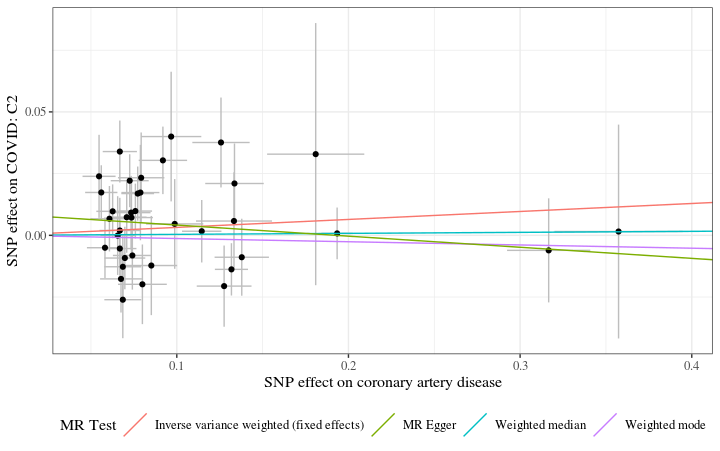 SNP effect on COVID: C2
0.05
0.00
0.1 0.2 0.3 0.4
SNP effect on coronary artery disease
MR Test Inverse variance weighted (fixed effects) MR Egger Weighted median Weighted mode